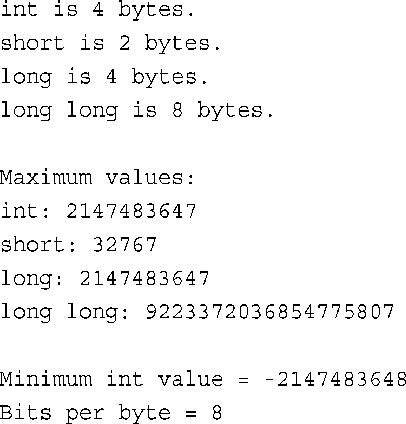 int is 4 bytes.
short is 2 bytes.
long is 4 bytes.
long long is 8 bytes.

Maximum values:
int: 2147483647
short: 32767
long: 2147483647
long long: 9223372036854775807

Minimum int value = -2147483648
Bits per byte = 8